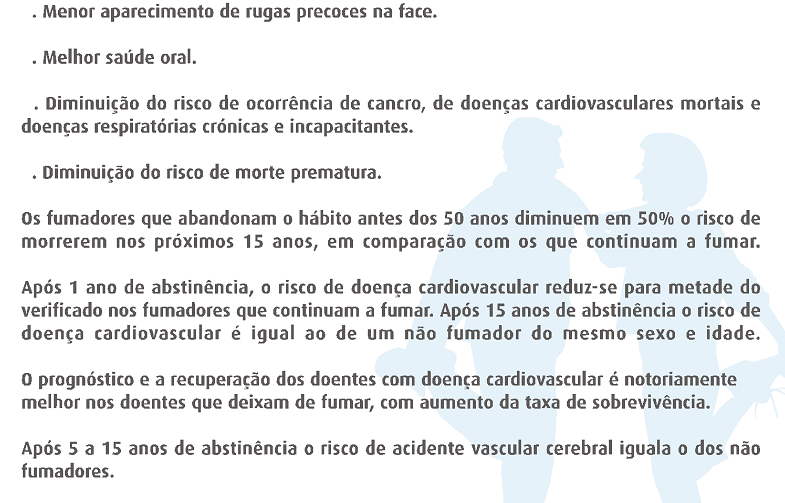 . Menor aparecimento de rugas precoces na face.
. Melhor saúde oral.
. Diminuição do risco de ocorrência de cancro, de doenças cardiovasculares mortais e
doenças respiratórias crónicas e incapacitantes.
. Diminuição do risco de morte prematura.
Os fumadores que abandonam o hábito antes dos 50 anos diminuem em 50% o risco de
morrerem nos próximos 15 anos, em comparação com os que continuam a fumar.
Após 1 ano de abstinência, o risco de doença cardiovascular reduz-se para metade do
verificado nos fumadores que continuam a fumar. Após 15 anos de abstinência o risco de
doença cardiovascular é igual ao de um não fumador do mesmo sexo e idade.
O prognóstico e a recuperação dos doentes com doença cardiovascular é notoriamente
melhor nos doentes que deixam de fumar, com aumento da taxa de sobrevivência.
Após 5 a 15 anos de abstinência o risco de acidente vascular cerebral iguala o dos não
fumadores.